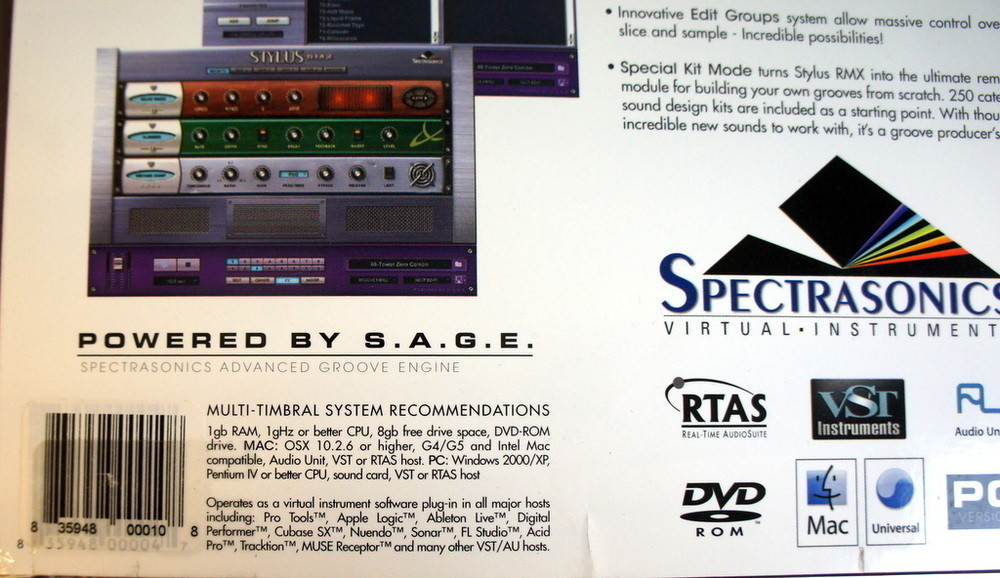 • Innovative Edit Groups system allow massive control ove
slice and sample - Incredible possibilities!
• Special Kit Mode turns Stylus RMX into the ultimate rem
module for building your own grooves from scratch. 250 cate
sound design kits are included as a starting point. With thou
incredible new sounds to work with, it's a groove producer's
STYLUS RMX
SPECTRASONICS
SPECTRASONICS
VIRTUAL • INSTRUMENT
POWERED BY S.A.G.E.
SPECTRASONICS ADVANCED GROOVE ENGINE
MULTI-TIMBRAL SYSTEM RECOMMENDATIONS
1gb RAM, 1gHz or better CPU, 8gb free drive space, DVD-ROM
drive. MAC: OSX 10.2.6 or higher, G4/G5 and Intel Mac
compatible, Audio Unit, VST or RTAS host. PC: Windows 2000/XP,
Pentium IV or better CPU, sound card, VST or RTAS host
Operates as a virtual instrument software plug-in in all major hosts
including: Pro Tools™, Apple Logic™, Ableton Live™, Digital
Performer™, Cubase SX™, Nuendo™, Sonar™, FL Studio™, Acid
Pro™, Tracktion™, MUSE Receptor™ and many other VST/AU hosts.
8 35948 00010 8
8 35948 00004 7
RTAS
REAL-TIME AUDIOSUITE
VST
Instruments
AU
Audio Un
DVD
ROM
Mac
Universal
PC
VERSIO